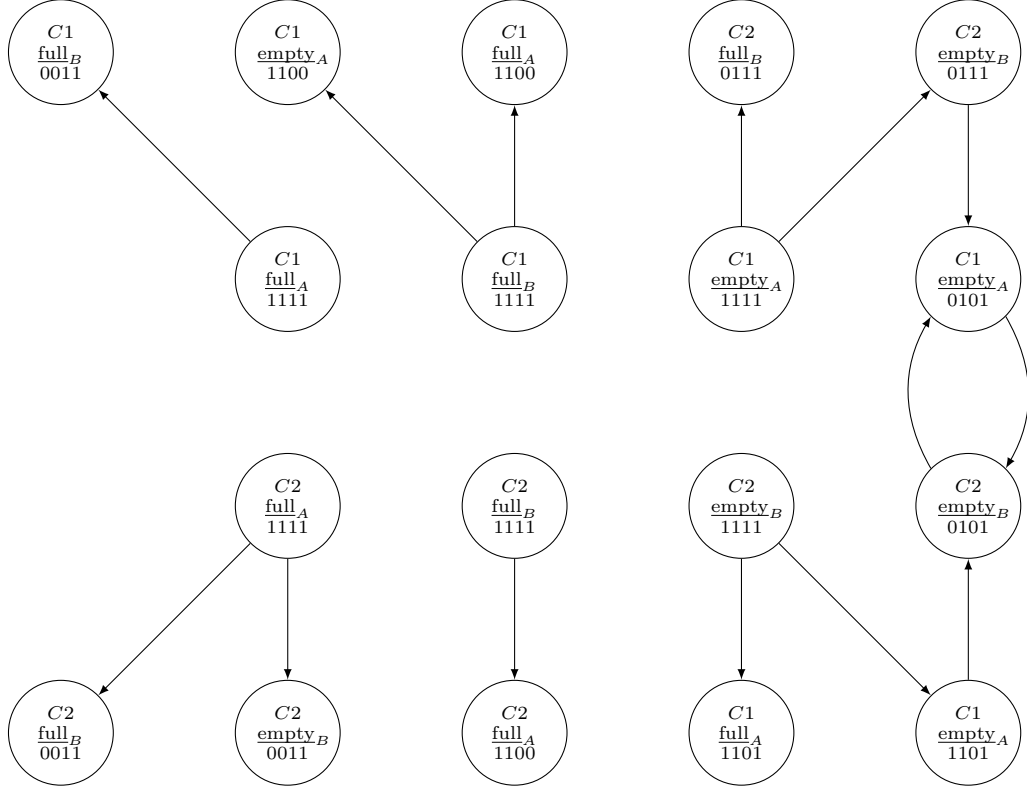 C1
full_B
0011
C1
empty_A
1100
C1
full_A
1100
C2
full_B
0111
C2
empty_B
0111
C1
full_A
1111
C1
full_B
1111
C1
empty_A
1111
C1
empty_A
0101
C2
full_A
1111
C2
full_B
1111
C2
empty_B
1111
C2
empty_B
0101
C2
full_B
0011
C2
empty_B
0011
C2
full_A
1100
C1
full_A
1101
C1
empty_A
1101